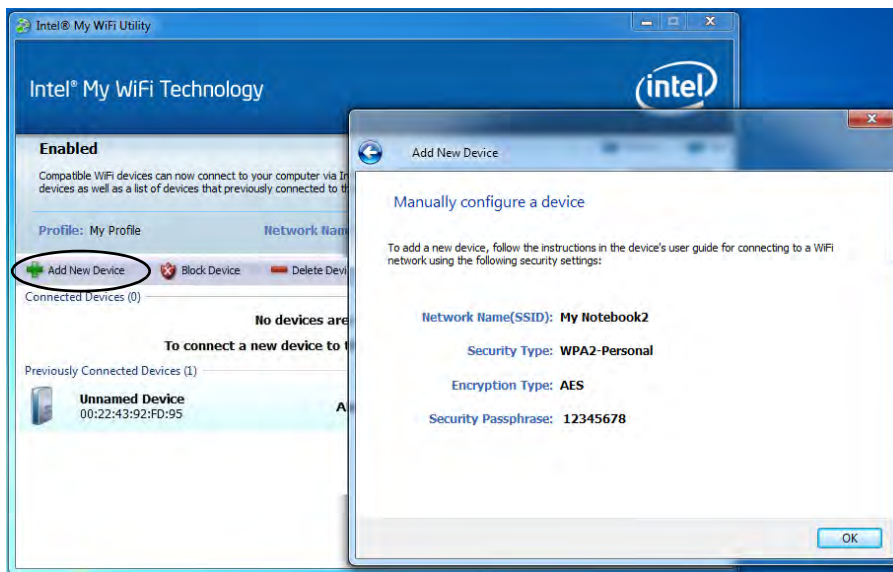 Intel® My WiFi Utility
Intel® My WiFi Technology
intel
Enabled
Compatible WiFi devices can now connect to your computer via
devices as well as a list of devices that previously connected to
Profile: My Profile
Network
Add New Device
Block Device
Delete
Connected Devices (0)
No devices are
To connect a new device to
Previously Connected Devices (1)
Unnamed Device
00:22:43:92:FD:95
Add New Device
Manually configure a device
To add a new device, follow the instructions in the device's user guide for connecting to a WiFi
network using the following security settings:
Network Name(SSID): My Notebook2
Security Type: WPA2-Personal
Encryption Type: AES
Security Passphrase: 12345678
OK